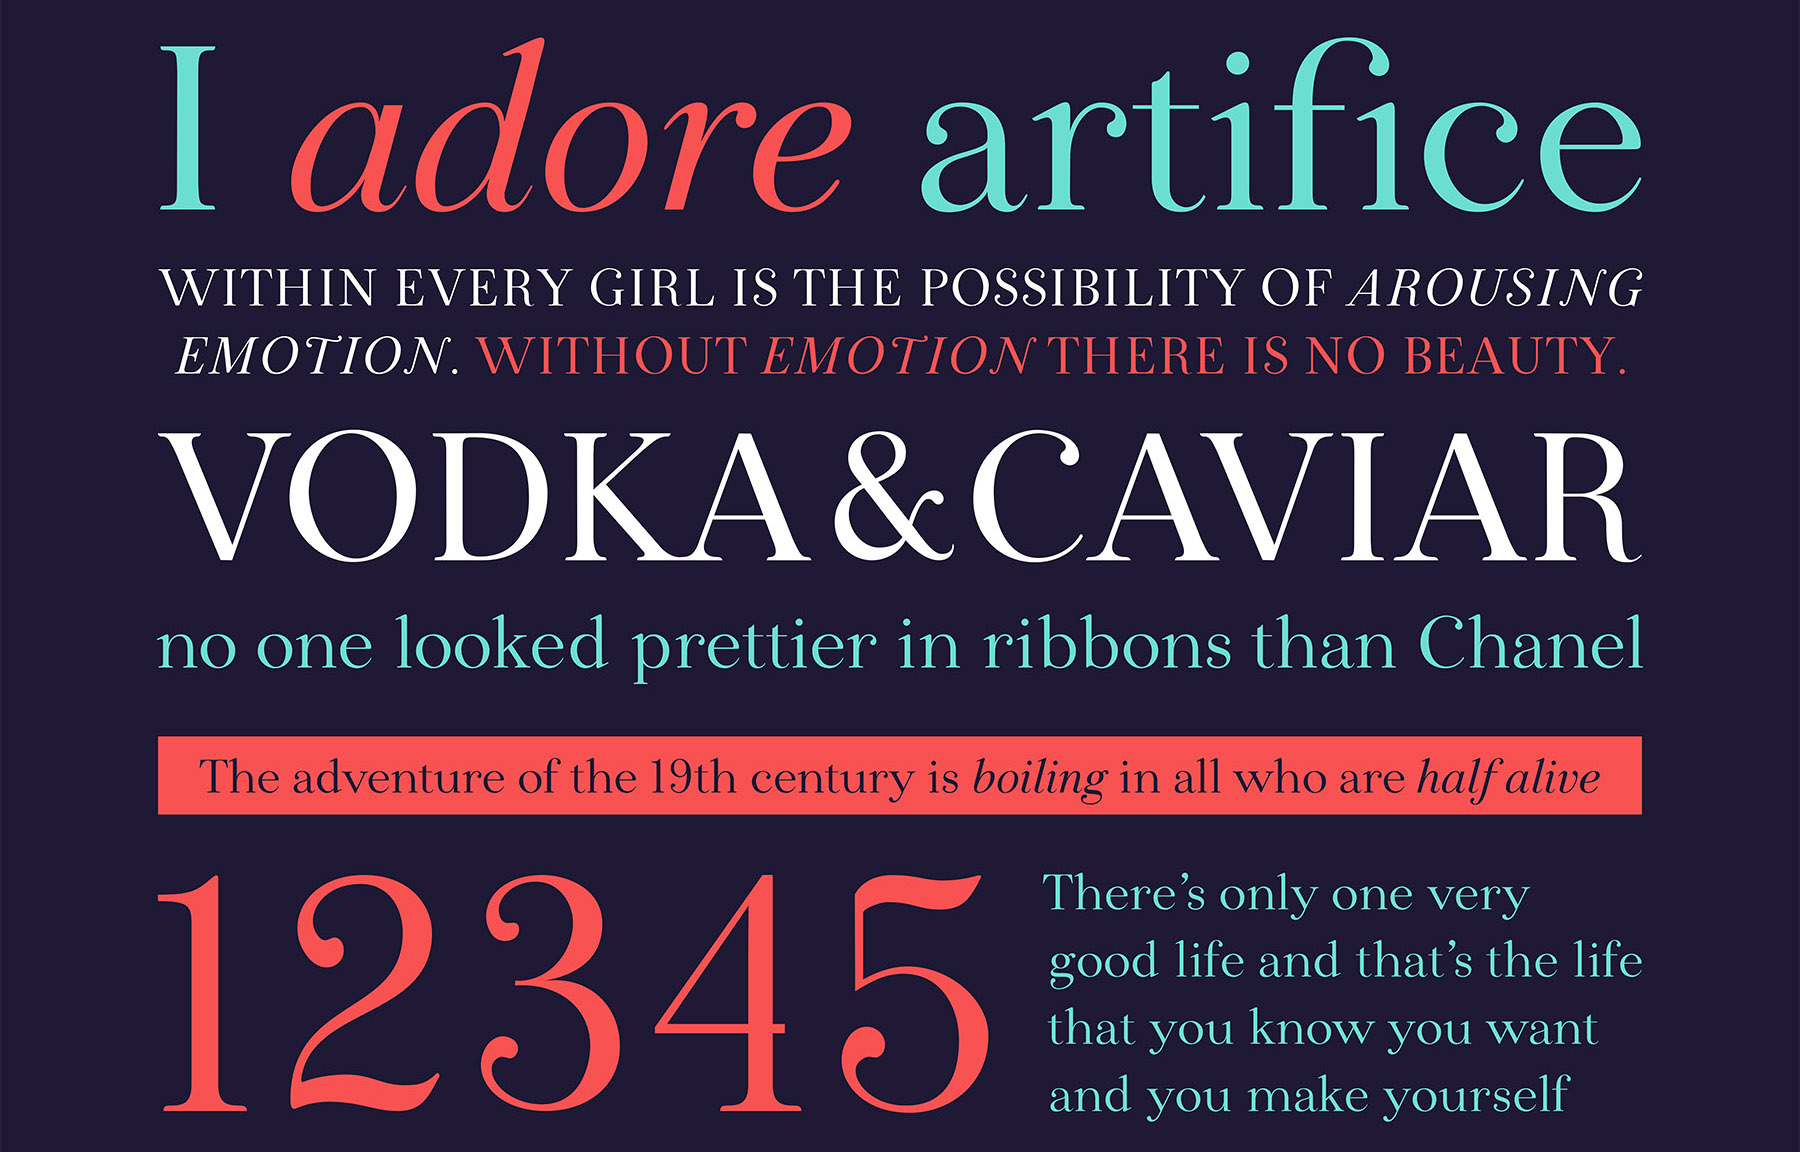 I adore artifice
WITHIN EVERY GIRL IS THE POSSIBILITY OF AROUSING
EMOTION. WITHOUT EMOTION THERE IS NO BEAUTY.
VODKA & CAVIAR
no one looked prettier in ribbons than Chanel
The adventure of the 19th century is boiling in all who are half alive
12345
There’s only one very
good life and that’s the life
that you know you want
and you make yourself